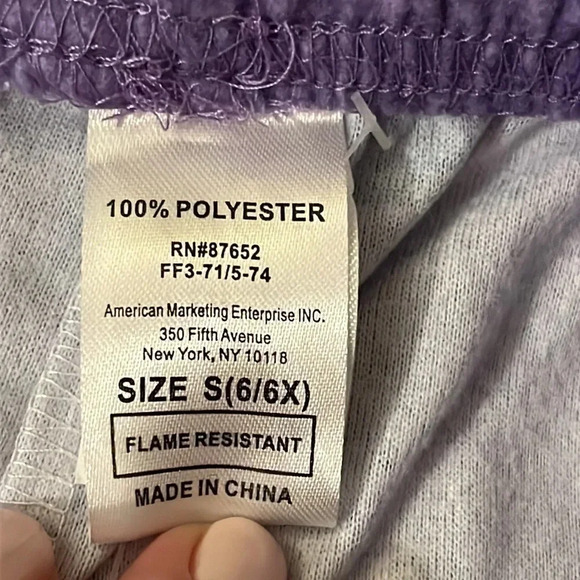 100% POLYESTER
RN#87652
FF3-71/5-74
American Marketing Enterprise INC.
350 Fifth Avenue
New York, NY 10118
SIZE S(6/6X)
FLAME RESISTANT
MADE IN CHINA